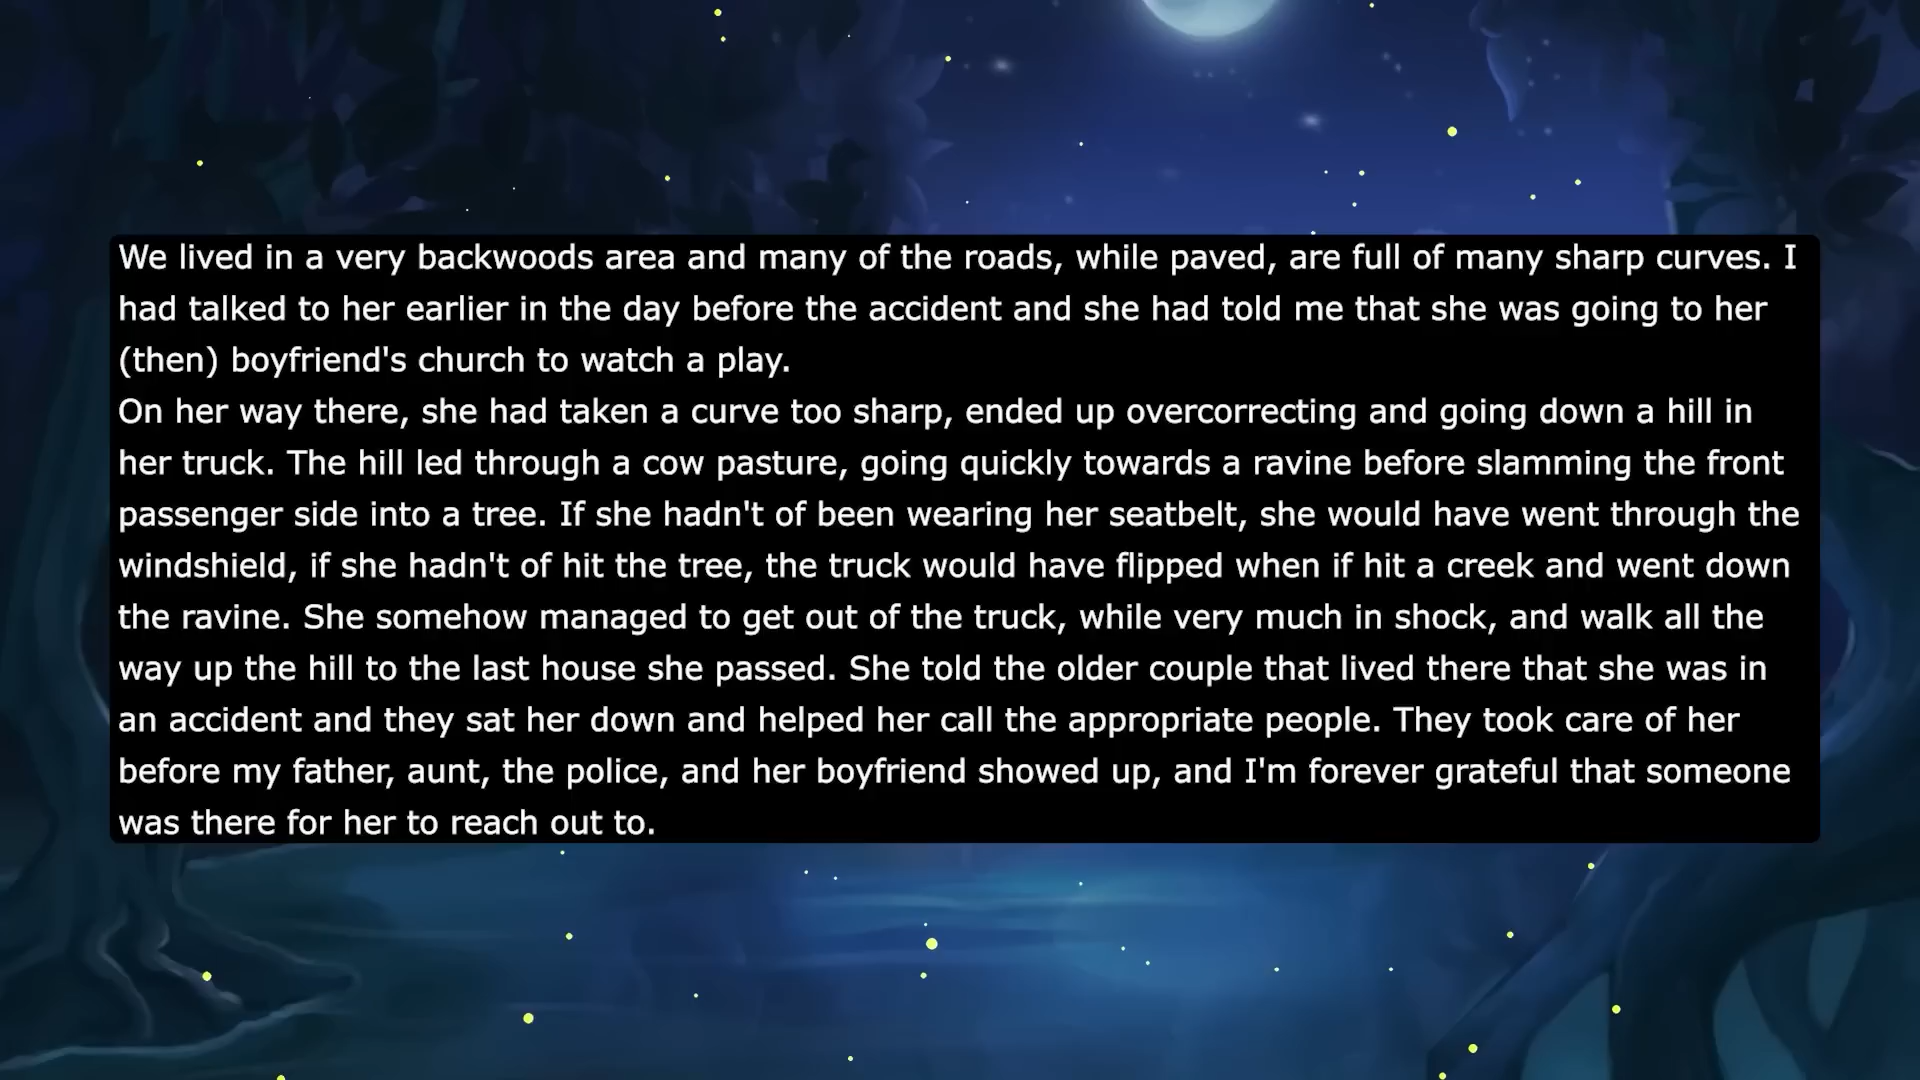 We lived in a very backwoods area and many of the roads, while paved, are full of many sharp curves. I
had talked to her earlier in the day before the accident and she had told me that she was going to her
(then) boyfriend's church to watch a play.
On her way there, she had taken a curve too sharp, ended up overcorrecting and going down a hill in
her truck. The hill led through a cow pasture, going quickly towards a ravine before slamming the front
passenger side into a tree. If she hadn't of been wearing her seatbelt, she would have went through the
windshield, if she hadn't of hit the tree, the truck would have flipped when if hit a creek and went down
the ravine. She somehow managed to get out of the truck, while very much in shock, and walk all the
way up the hill to the last house she passed. She told the older couple that lived there that she was in
an accident and they sat her down and helped her call the appropriate people. They took care of her
before my father, aunt, the police, and her boyfriend showed up, and I'm forever grateful that someone
was there for her to reach out to.